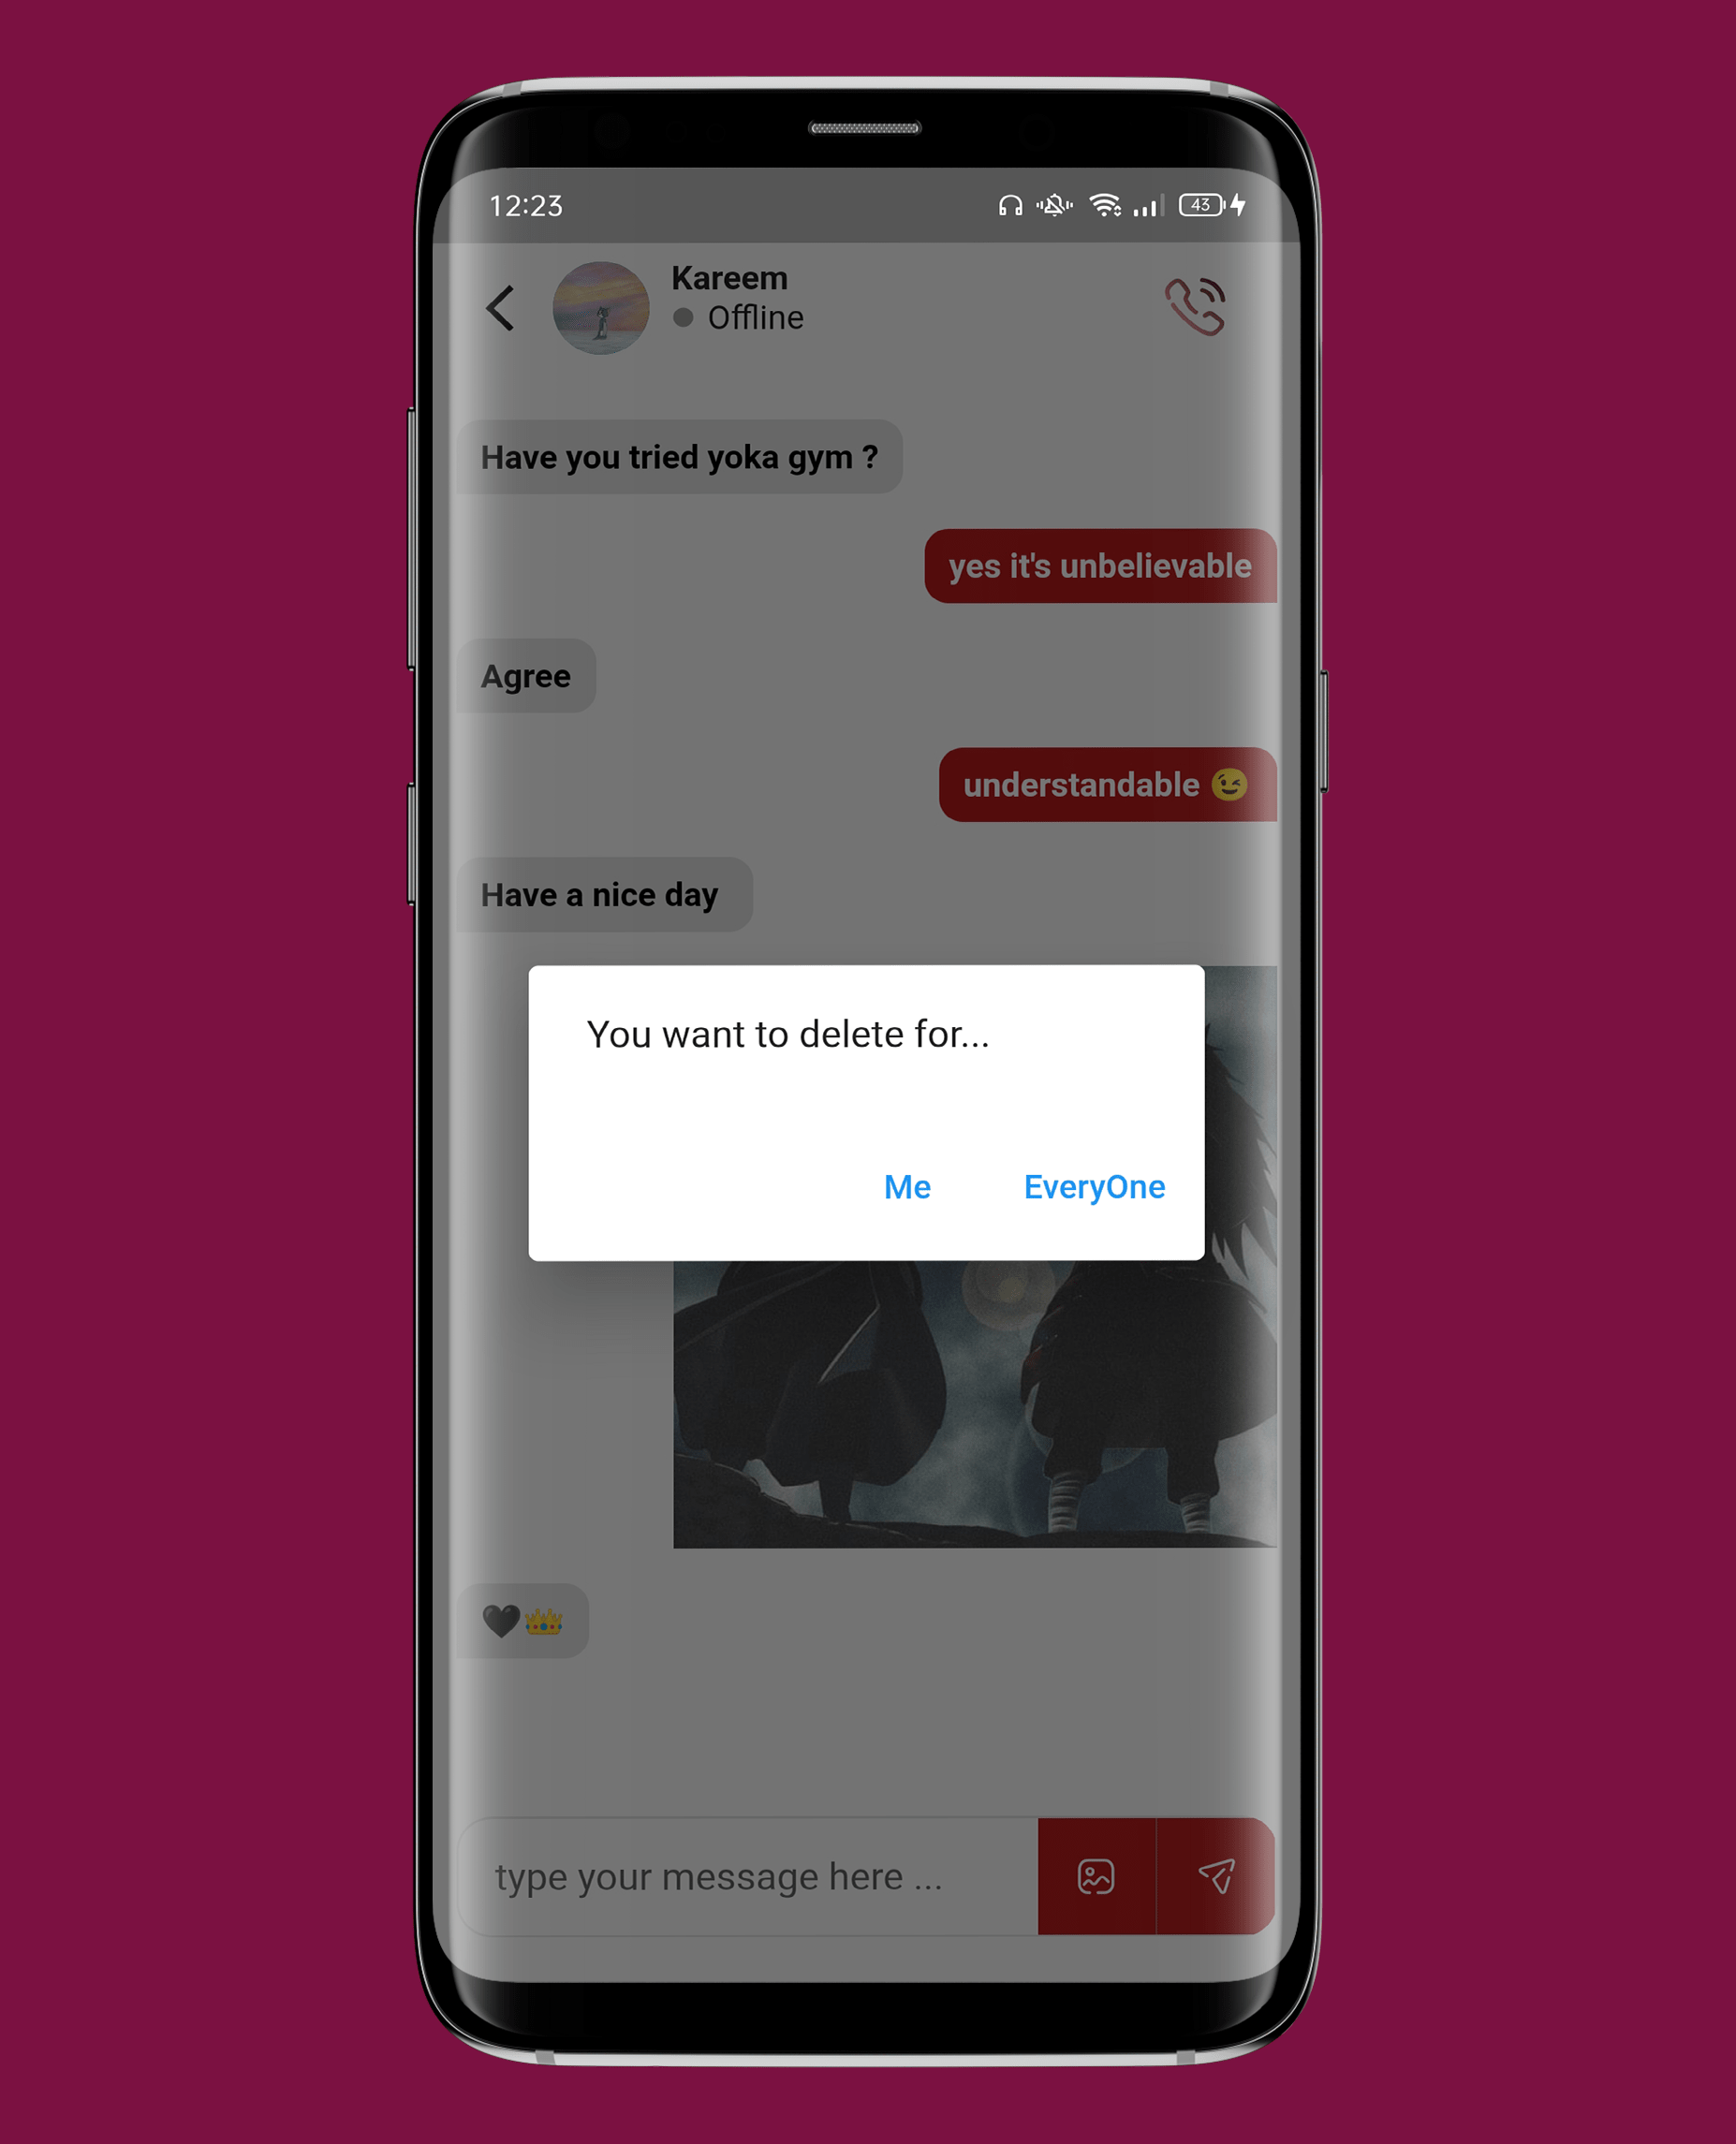 12:23
43
Kareem
Offline
Have you tried yoka gym ?
yes it's unbelievable
Agree
understandable 😉
Have a nice day
You want to delete for...
Me EveryOne
🖤👑
type your message here ...